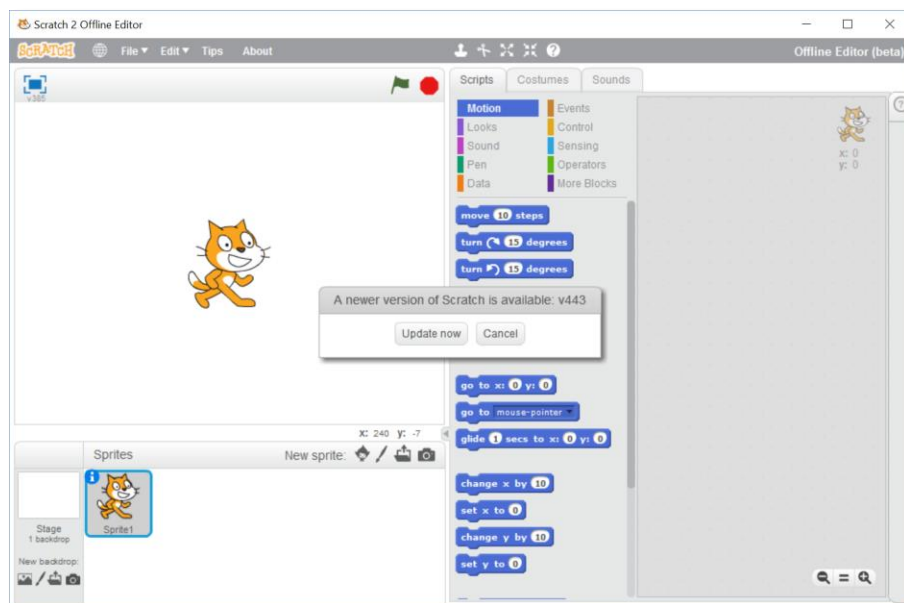 Scratch 2 Offline Editor
SCRATCH File Edit Tips About Offline Editor (beta)
v385
Scripts Costumes Sounds
Motion Events
Looks Control
Sound Sensing
Pen Operators
Data More Blocks
x: 0
y: 0
move 10 steps
turn 15 degrees
turn 15 degrees
A newer version of Scratch is available: v443
Update now Cancel
go to x: 0 y: 0
go to mouse-pointer
glide 1 secs to x: 0 y: 0
change x by 10
set x to 0
change y by 10
set y to 0
x: 240 y: -7
Sprites New sprite:
Sprite1
Stage
1 backdrop
New backdrop: